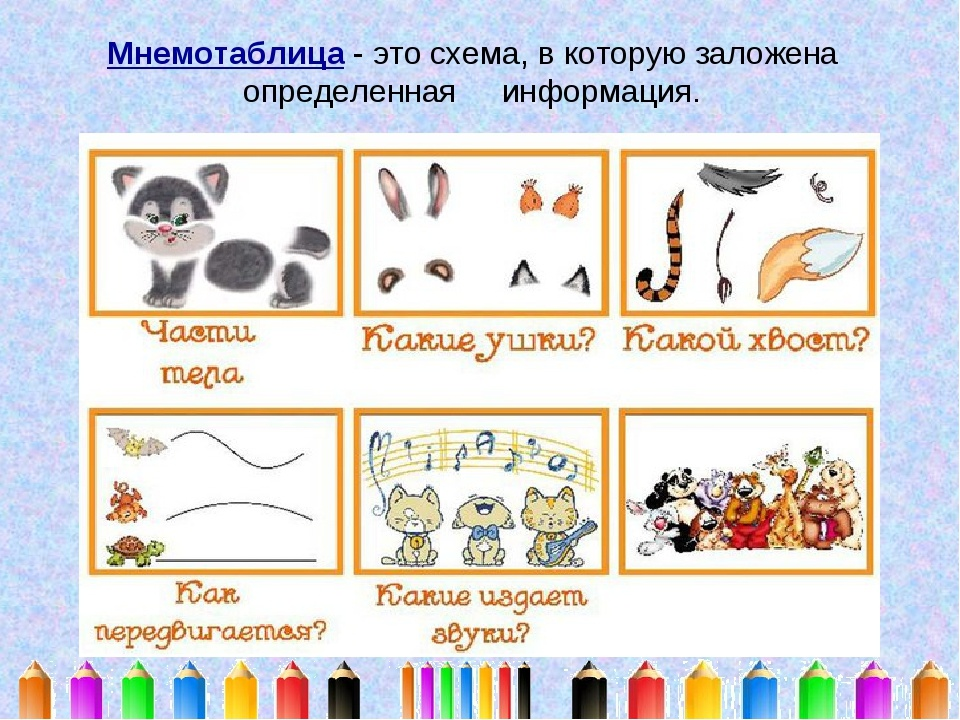 Мнемотаблица - это схема, в которую заложена
определенная информация.
Части
тела
Какие ушки?
Какой хвост?
Как
передвигается?
Какие издает
звуки?